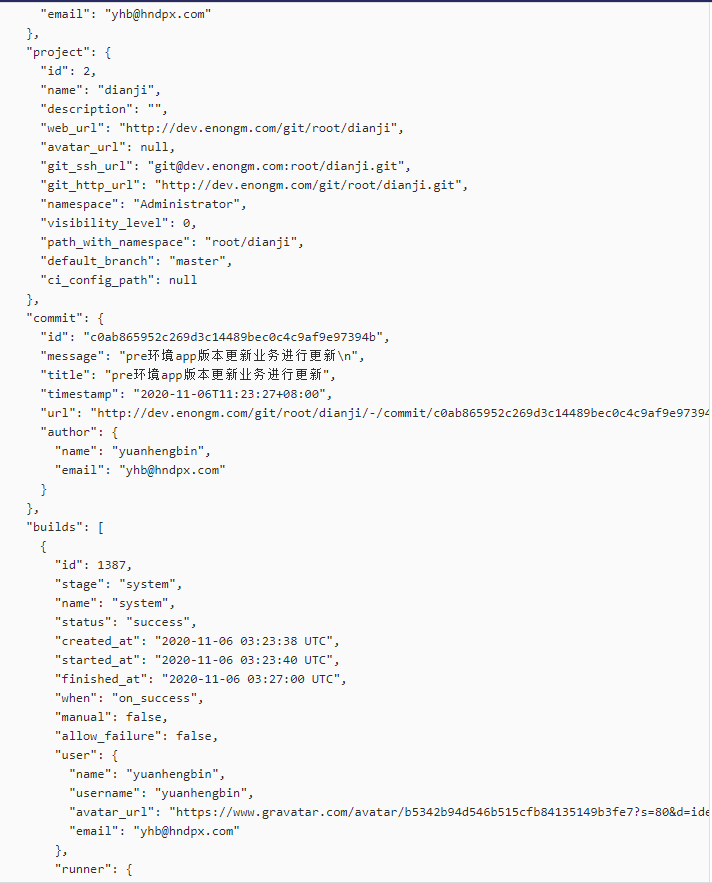 "email": "yhb@hndpx.com"
},
"project": {
"id": 2,
"name": "dianji",
"description": "",
"web_url": "http://dev.enongm.com/git/root/dianji",
"avatar_url": null,
"git_ssh_url": "git@dev.enongm.com:root/dianji.git",
"git_http_url": "http://dev.enongm.com/git/root/dianji.git",
"namespace": "Administrator",
"visibility_level": 0,
"path_with_namespace": "root/dianji",
"default_branch": "master",
"ci_config_path": null
},
"commit": {
"id": "c0ab865952c269d3c14489bec0c4c9af9e97394b",
"message": "pre环境app版本更新业务进行更新\n",
"title": "pre环境app版本更新业务进行更新",
"timestamp": "2020-11-06T11:23:27+08:00",
"url": "http://dev.enongm.com/git/root/dianji/-/commit/c0ab865952c269d3c14489bec0c4c9af9e97394
"author": {
"name": "yuanhengbin",
"email": "yhb@hndpx.com"
}
},
"builds": [
{
"id": 1387,
"stage": "system",
"name": "system",
"status": "success",
"created_at": "2020-11-06 03:23:38 UTC",
"started_at": "2020-11-06 03:23:40 UTC",
"finished_at": "2020-11-06 03:27:00 UTC",
"when": "on_success",
"manual": false,
"allow_failure": false,
"user": {
"name": "yuanhengbin",
"username": "yuanhengbin",
"avatar_url": "https://www.gravatar.com/avatar/b5342b94d546b515cfb84135149b3fe7?s=80&d=ide
"email": "yhb@hndpx.com"
},
"runner": {